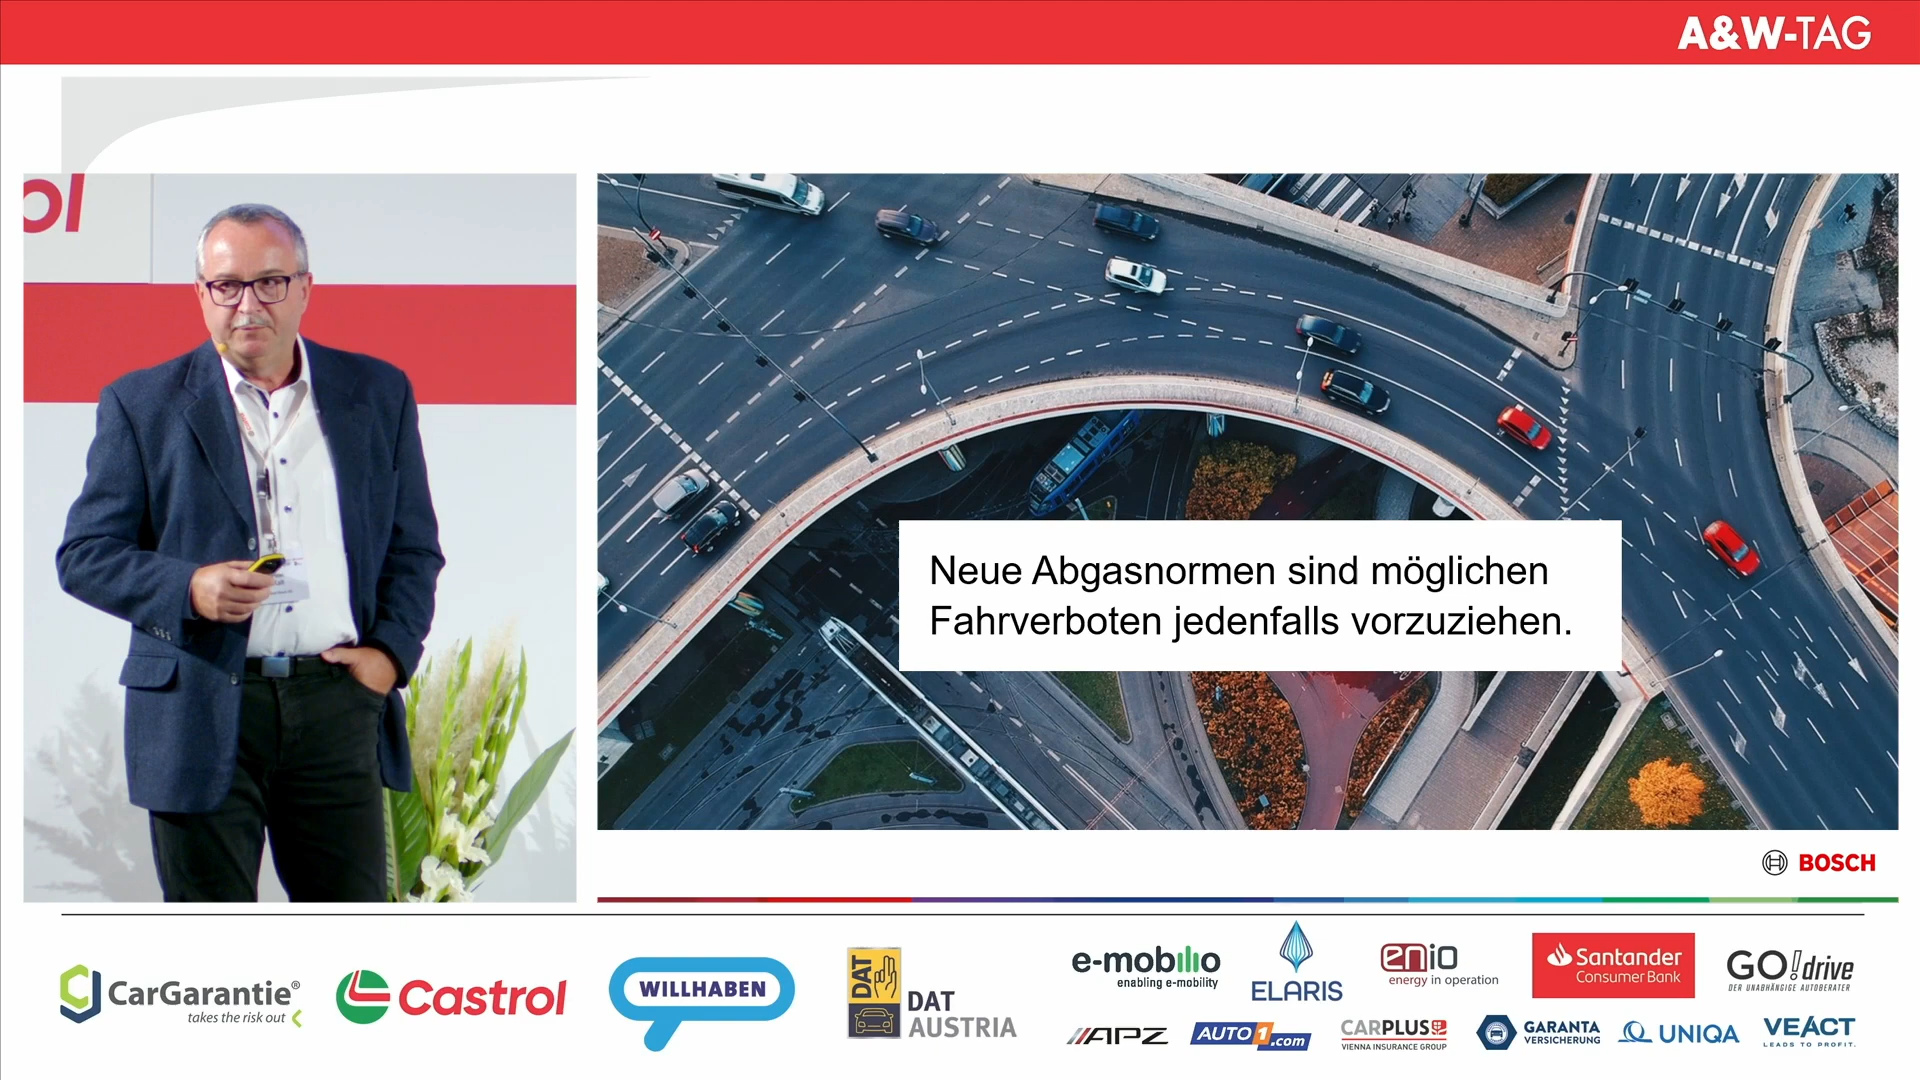 A&W-TAG
ol
Neue Abgasnormen sind möglichen
Fahrverboten jedenfalls vorzuziehen.
BOSCH
CarGarantie®
takes the risk out
Castrol
WILLHABEN
DAT
DAT
AUSTRIA
e-mobilio
enabling e-mobility
ELARIS
enio
energy in operation
Santander
Consumer Bank
GO!drive
DER UNABHÄNGIGE AUTOBERATER
APZ
AUTO1.com
CARPLUS
VIENNA INSURANCE GROUP
GARANTA
VERSICHERUNG
UNIQA
VEACT
LEADS TO PROFIT.